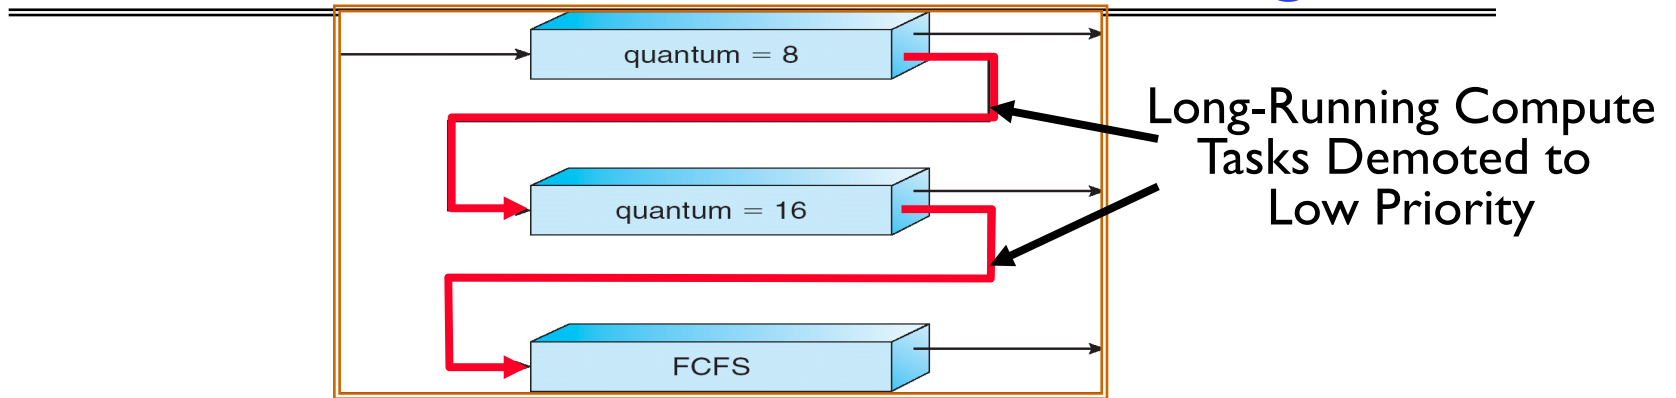 quantum = 8
Long-Running Compute
Tasks Demoted to
Low Priority
quantum = 16
FCFS